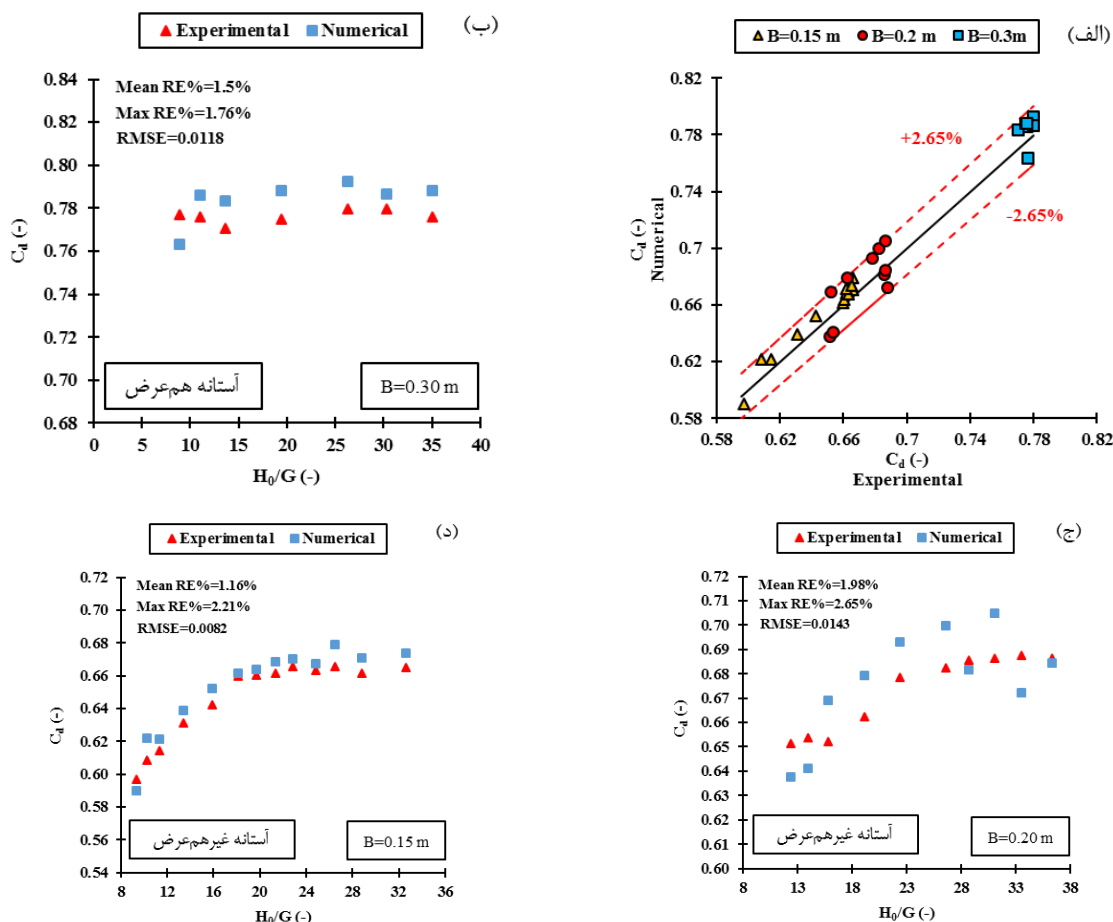 (ب)
Experimental Numerical
Mean RE%=1.5%
Max RE%=1.76%
RMSE=0.0118
0.84
0.82
0.80
0.78
0.76
0.74
0.72
0.70
0.68
C_d (-)
آستانه هم‌عرض
B=0.30 m
0 5 10 15 20 25 30 35 40
H_0/G (-)
(الف)
B=0.15 m B=0.2 m B=0.3m
0.82
0.78
0.74
0.7
0.66
0.62
0.58
C_d (-)
Numerical
+2.65%
-2.65%
0.58 0.62 0.66 0.7 0.74 0.78 0.82
C_d (-)
Experimental
(د)
Experimental Numerical
Mean RE%=1.16%
Max RE%=2.21%
RMSE=0.0082
0.72
0.70
0.68
0.66
0.64
0.62
0.60
0.58
0.56
0.54
C_d (-)
آستانه غیرهم‌عرض
B=0.15 m
8 12 16 20 24 28 32 36
H_0/G (-)
(ج)
Experimental Numerical
Mean RE%=1.98%
Max RE%=2.65%
RMSE=0.0143
0.72
0.71
0.70
0.69
0.68
0.67
0.66
0.65
0.64
0.63
0.62
0.61
0.60
C_d (-)
آستانه غیرهم‌عرض
B=0.20 m
8 13 18 23 28 33 38
H_0/G (-)